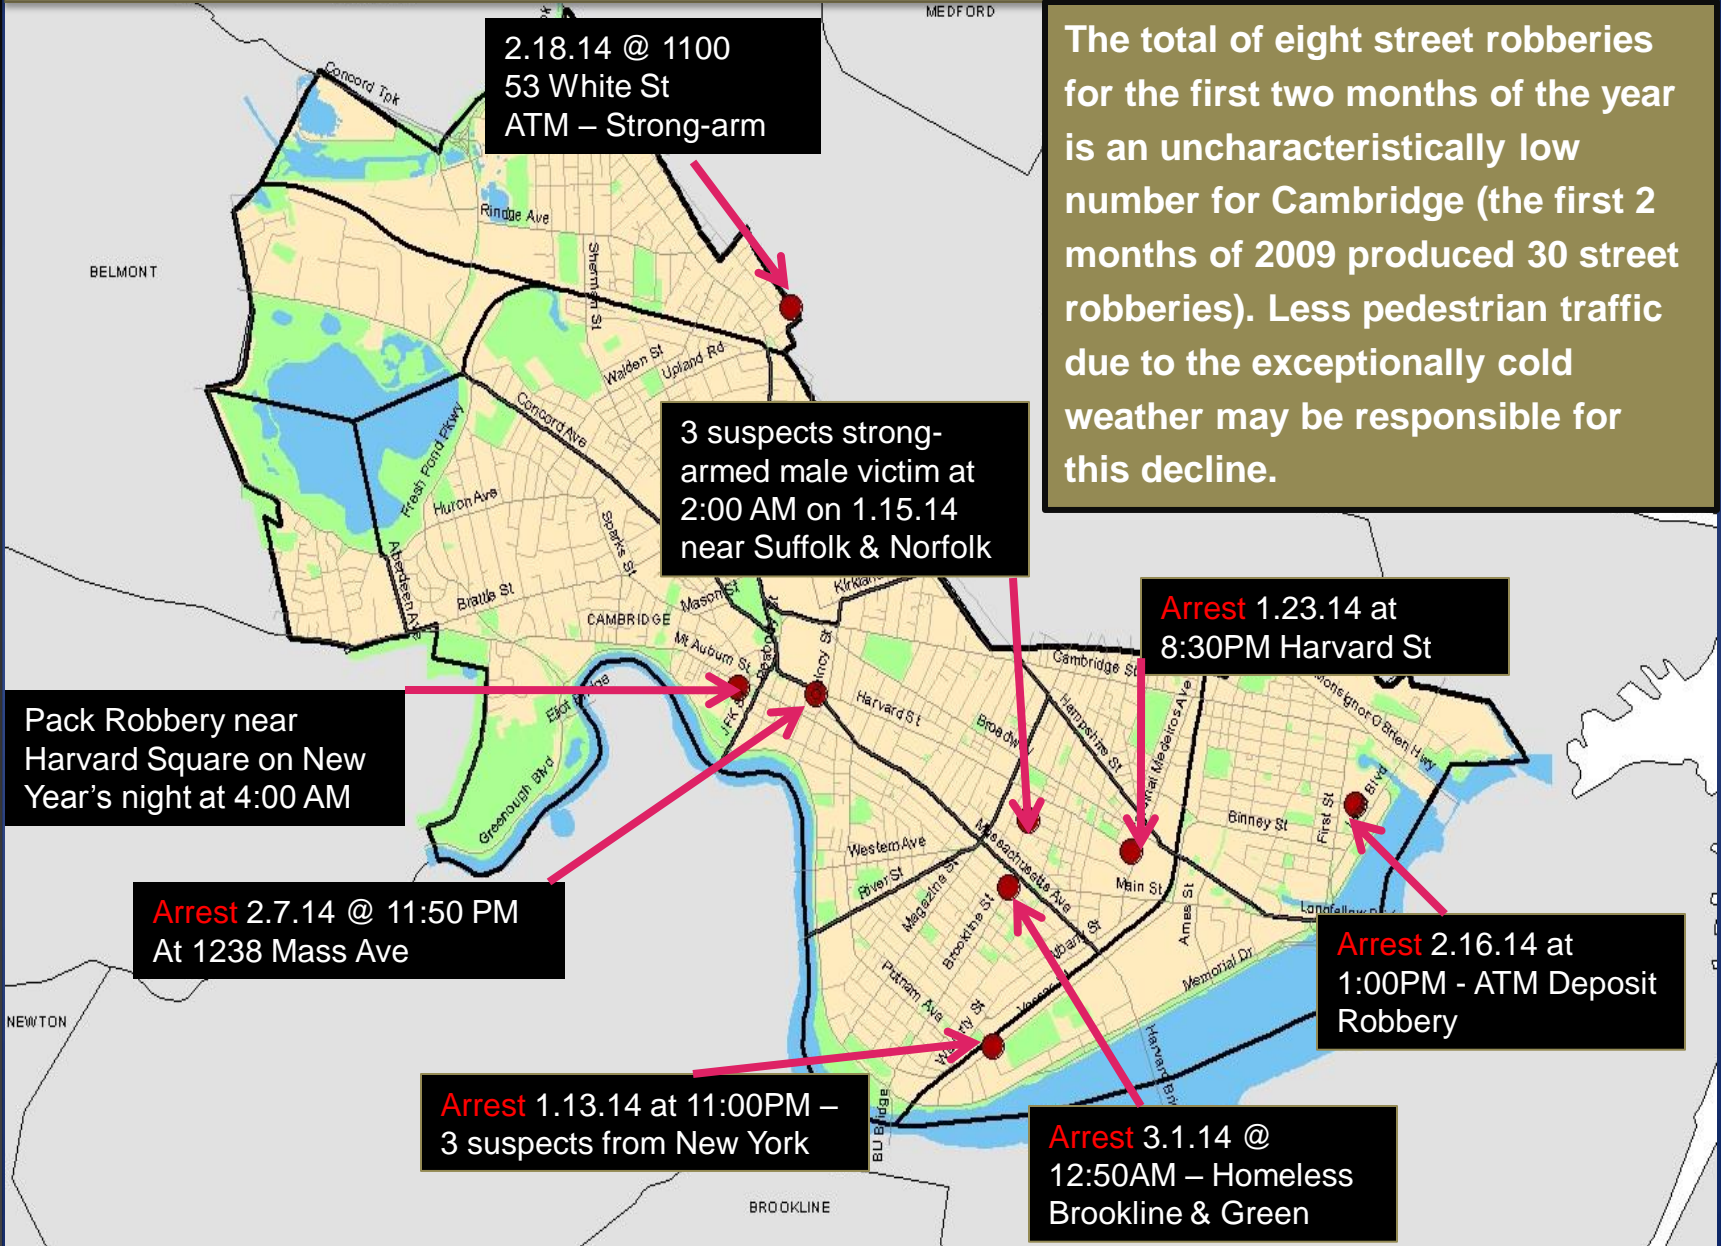 MEDFORD
The total of eight street robberies
for the first two months of the year
is an uncharacteristically low
number for Cambridge (the first 2
months of 2009 produced 30 street
robberies). Less pedestrian traffic
due to the exceptionally cold
weather may be responsible for
this decline.
2.18.14 @ 1100
53 White St
ATM – Strong-arm
Concord Tpk
Rindge Ave
BELMONT
Sherman St
Walden St
Upland Rd
Concord Ave
Fresh Pond Pkwy
Huron Ave
Sparks St
3 suspects strong-
armed male victim at
2:00 AM on 1.15.14
near Suffolk & Norfolk
Aberdeen Ave
Brattle St
Mason St
CAMBRIDGE
Mt Auburn St
Peabody St
Arrest 1.23.14 at
8:30PM Harvard St
Cambridge St
Monsignor O'Brien Hwy
Harvard St
Hampshire St
Pack Robbery near
Harvard Square on New
Year's night at 4:00 AM
Greenough Blvd
Binney St
First St
Blvd
Western Ave
River St
Magazine St
Massachusetts Ave
Brookline St
Main St
Ames St
Arrest 2.7.14 @ 11:50 PM
At 1238 Mass Ave
Putnam Ave
Memorial Dr
Arrest 2.16.14 at
1:00PM - ATM Deposit
Robbery
NEWTON
Arrest 1.13.14 at 11:00PM –
3 suspects from New York
BU Bridge
Arrest 3.1.14 @
12:50AM – Homeless
Brookline & Green
BROOKLINE